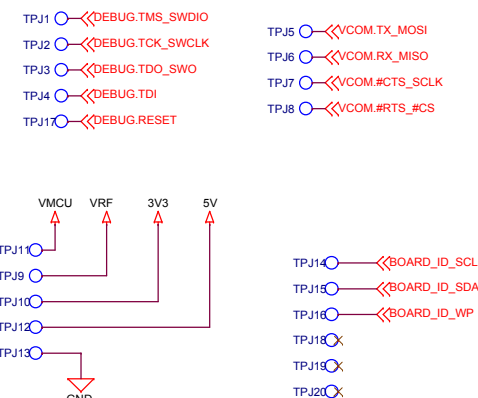 TPJ1 DEBUG.TMS_SWDIO
TPJ2 DEBUG.TCK_SWCLK
TPJ3 DEBUG.TDO_SWO
TPJ4 DEBUG.TDI
TPJ17 DEBUG.RESET
TPJ5 VCOM.TX_MOSI
TPJ6 VCOM.RX_MISO
TPJ7 VCOM.#CTS_SCLK
TPJ8 VCOM.#RTS_#CS
VMCU VRF 3V3 5V
TPJ11
TPJ9
TPJ10
TPJ12
TPJ13
GND
TPJ14 BOARD_ID_SCL
TPJ15 BOARD_ID_SDA
TPJ16 BOARD_ID_WP
TPJ18
TPJ19
TPJ20